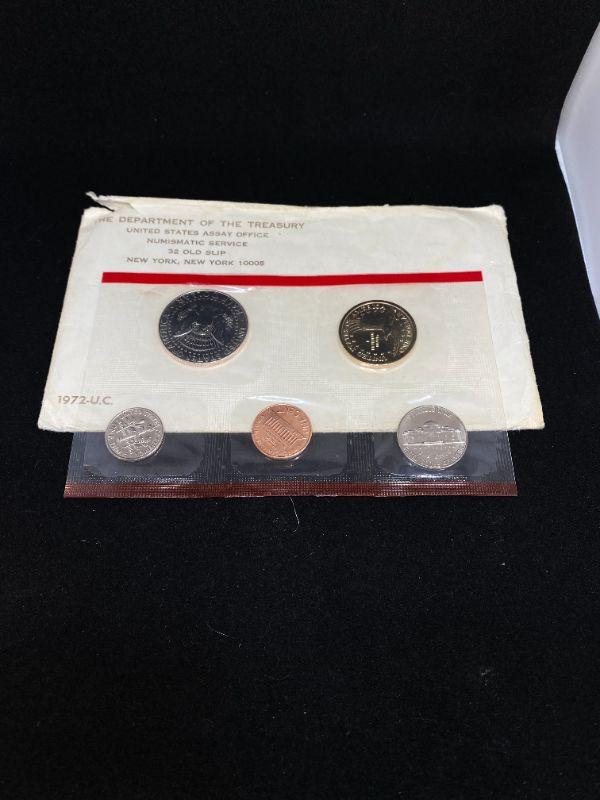 HE DEPARTMENT OF THE TREASURY
UNITED STATES ASSAY OFFICE
NUMISMATIC SERVICE
32 OLD SLIP
NEW YORK, NEW YORK 10005
1972-U.C.